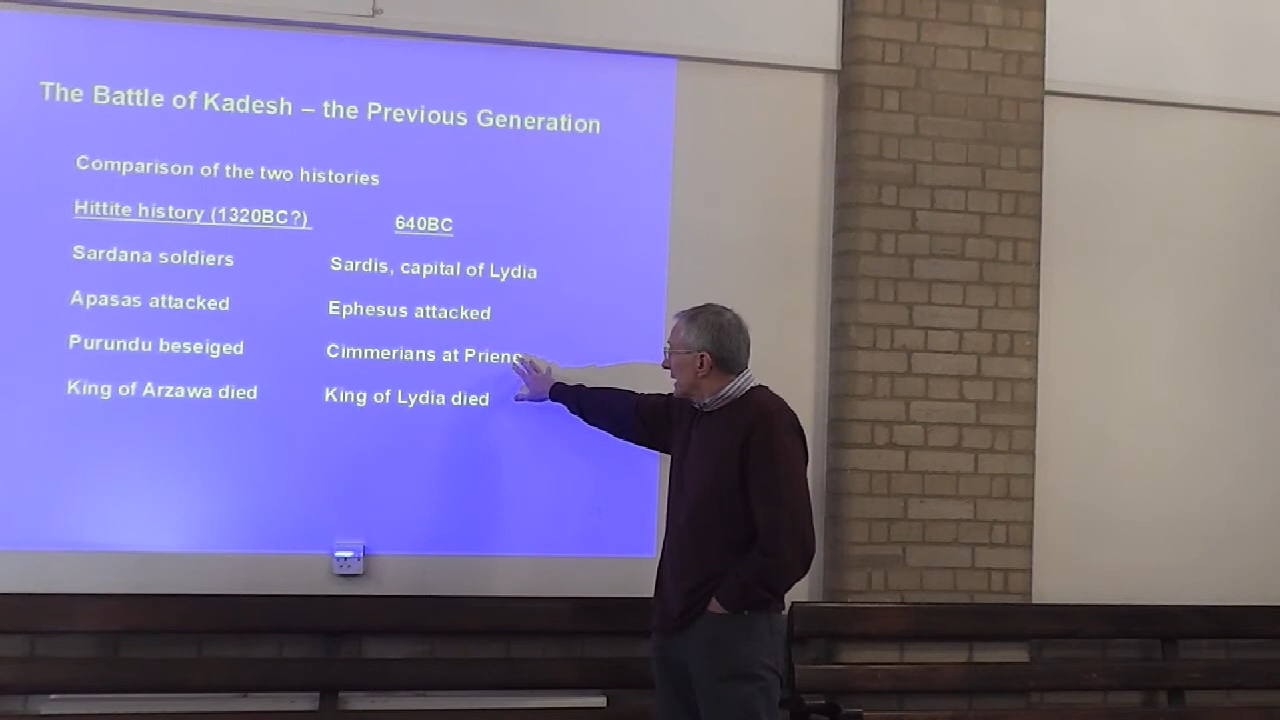 The Battle of Kadesh – the Previous Generation
Comparison of the two histories
Hittite history (1320BC?) 640BC
Sardana soldiers Sardis, capital of Lydia
Apasas attacked Ephesus attacked
Purundu beseiged Cimmerians at Priene
King of Arzawa died King of Lydia died